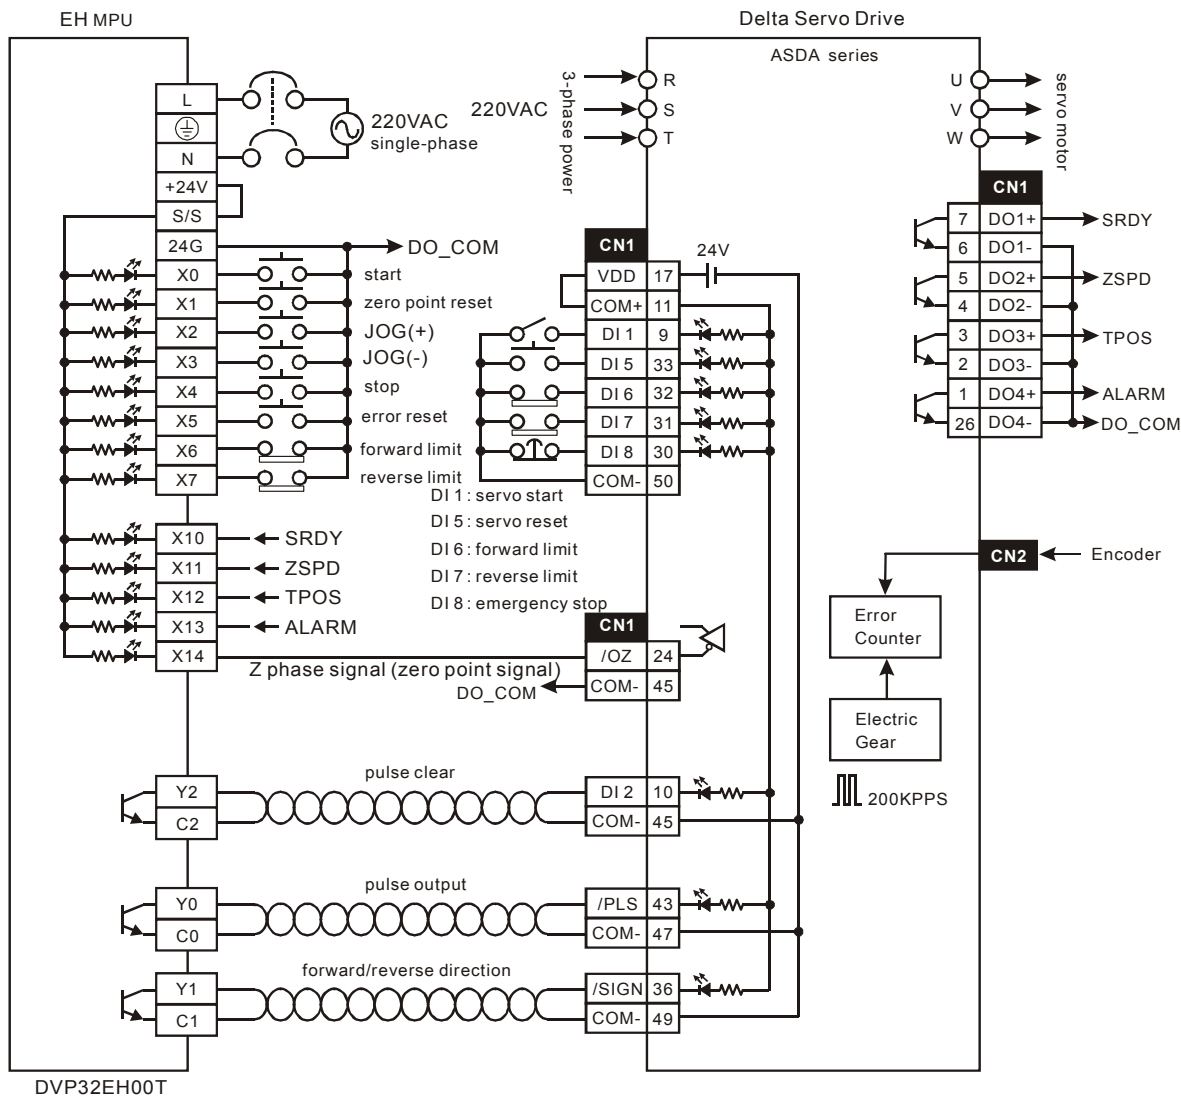 EH MPU
Delta Servo Drive
ASDA series
L
N
+24V
S/S
24G
X0
X1
X2
X3
X4
X5
X6
X7
X10
X11
X12
X13
X14
220VAC
single-phase
DO_COM
start
zero point reset
JOG(+)
JOG(-)
stop
error reset
forward limit
reverse limit
SRDY
ZSPD
TPOS
ALARM
Z phase signal (zero point signal)
DO_COM
220VAC
3-phase power
R
S
T
U
V
W
servo motor
CN1
VDD 17
COM+ 11
DI 1 9
DI 5 33
DI 6 32
DI 7 31
DI 8 30
COM- 50
24V
DI 1 : servo start
DI 5 : servo reset
DI 6 : forward limit
DI 7 : reverse limit
DI 8 : emergency stop
CN1
/OZ 24
COM- 45
CN1
7 DO1+ SRDY
6 DO1-
5 DO2+ ZSPD
4 DO2-
3 DO3+ TPOS
2 DO3-
1 DO4+ ALARM
26 DO4- DO_COM
CN2 Encoder
Error
Counter
Electric
Gear
200KPPS
Y2
C2
pulse clear
DI 2 10
COM- 45
Y0
C0
pulse output
/PLS 43
COM- 47
Y1
C1
forward/reverse direction
/SIGN 36
COM- 49
DVP32EH00T